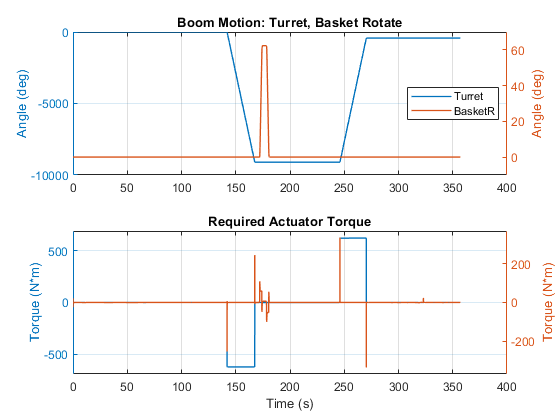 Boom Motion: Turret, Basket Rotate
Angle (deg)
0
-5000
-10000
60
40
20
0
Angle (deg)
Turret
BasketR
0 50 100 150 200 250 300 350 400
Required Actuator Torque
Torque (N*m)
500
0
-500
200
0
-200
Torque (N*m)
0 50 100 150 200 250 300 350 400
Time (s)